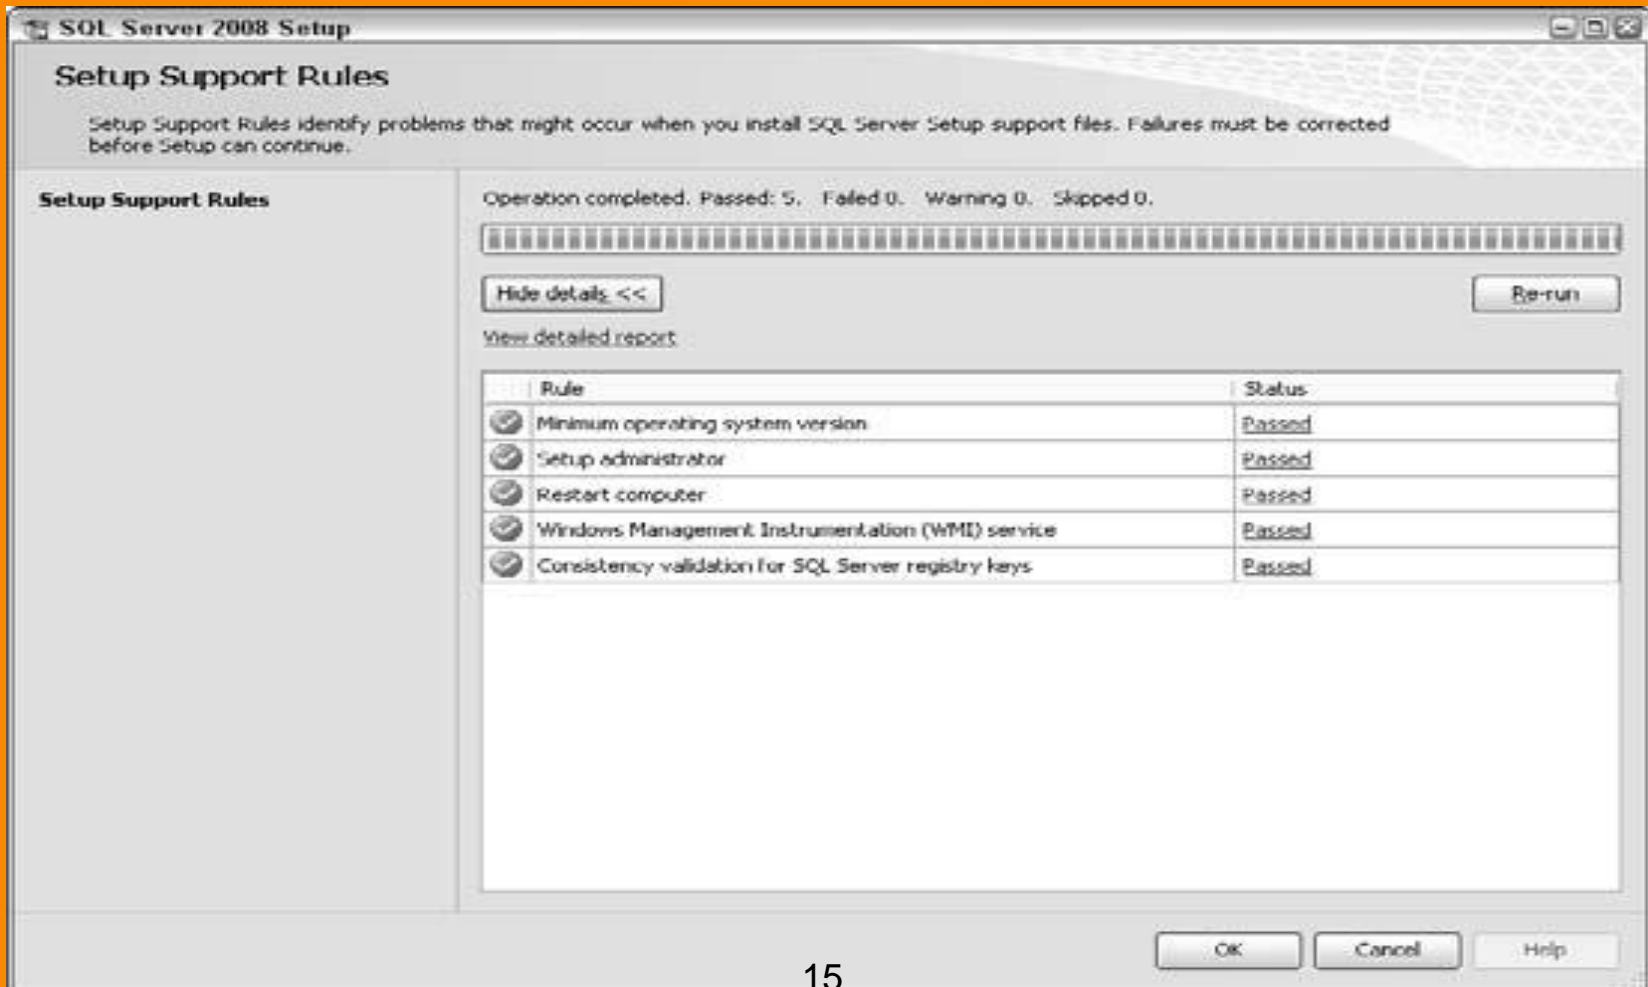 SQL Server 2008 Setup
Setup Support Rules
Setup Support Rules identify problems that might occur when you install SQL Server Setup support files. Failures must be corrected
before Setup can continue.
Setup Support Rules
Operation completed. Passed: 5. Failed 0. Warning 0. Skipped 0.
Hide details <<
Re-run
View detailed report
Rule Status
Minimum operating system version Passed
Setup administrator Passed
Restart computer Passed
Windows Management Instrumentation (WMI) service Passed
Consistency validation for SQL Server registry keys Passed
OK Cancel Help
15